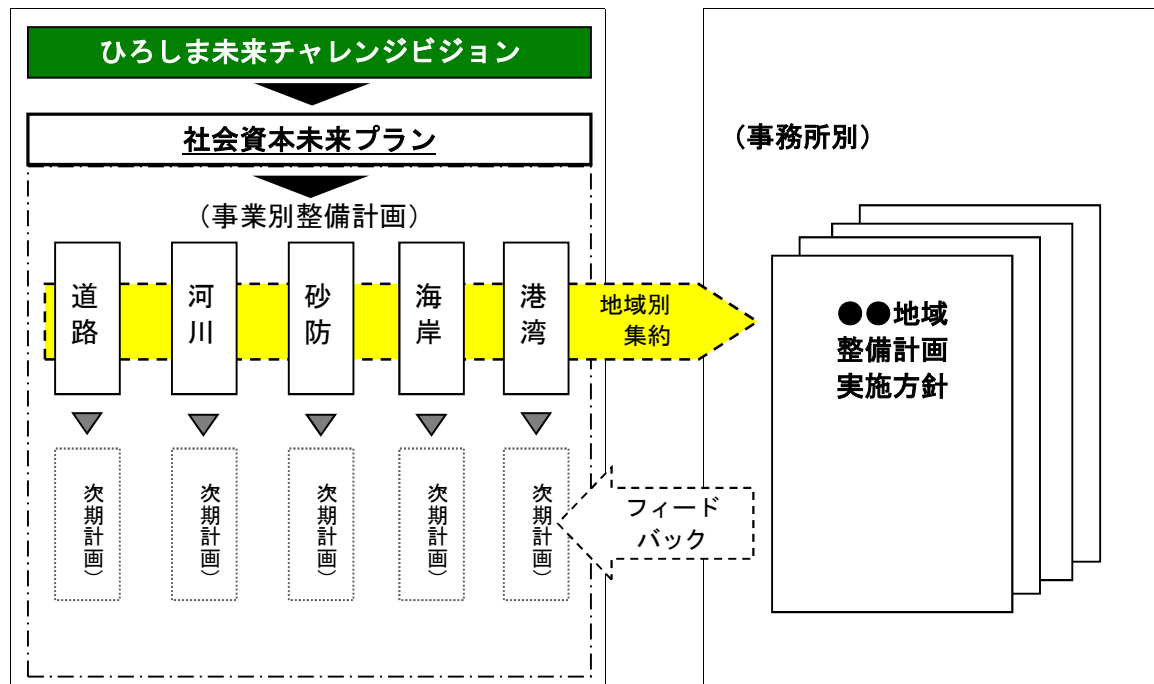 ひろしま未来チャレンジビジョン
社会資本未来プラン
（事業別整備計画）
道路
河川
砂防
海岸
港湾
地域別
集約
次期計画）
次期計画）
次期計画）
次期計画）
次期計画）
フィード
バック
（事務所別）
●●地域
整備計画
実施方針